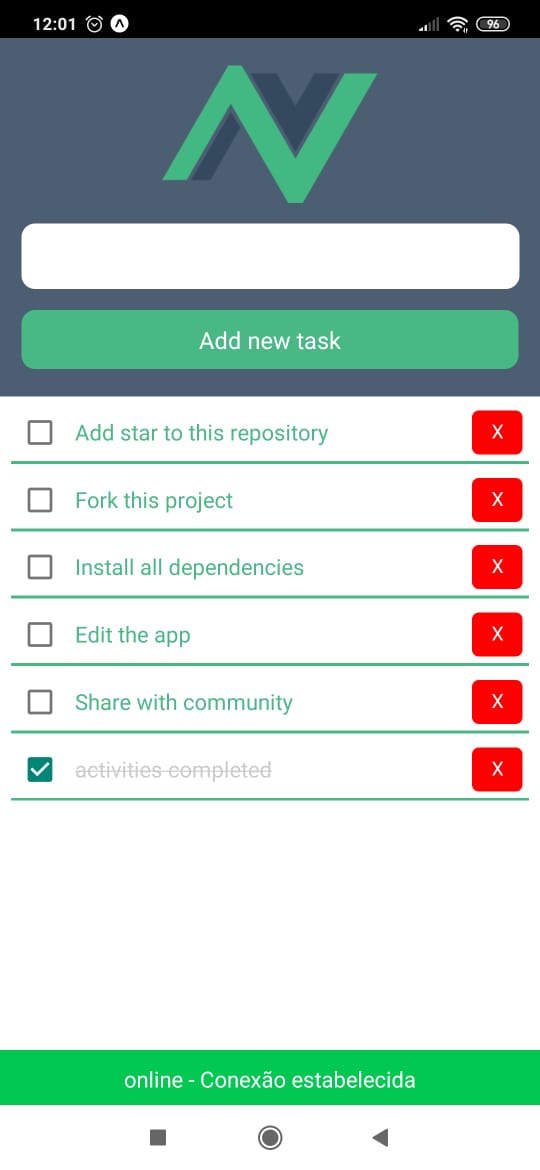 12:01
96
Add new task
Add star to this repository X
Fork this project X
Install all dependencies X
Edit the app X
Share with community X
activities completed X
online - Conexão estabelecida